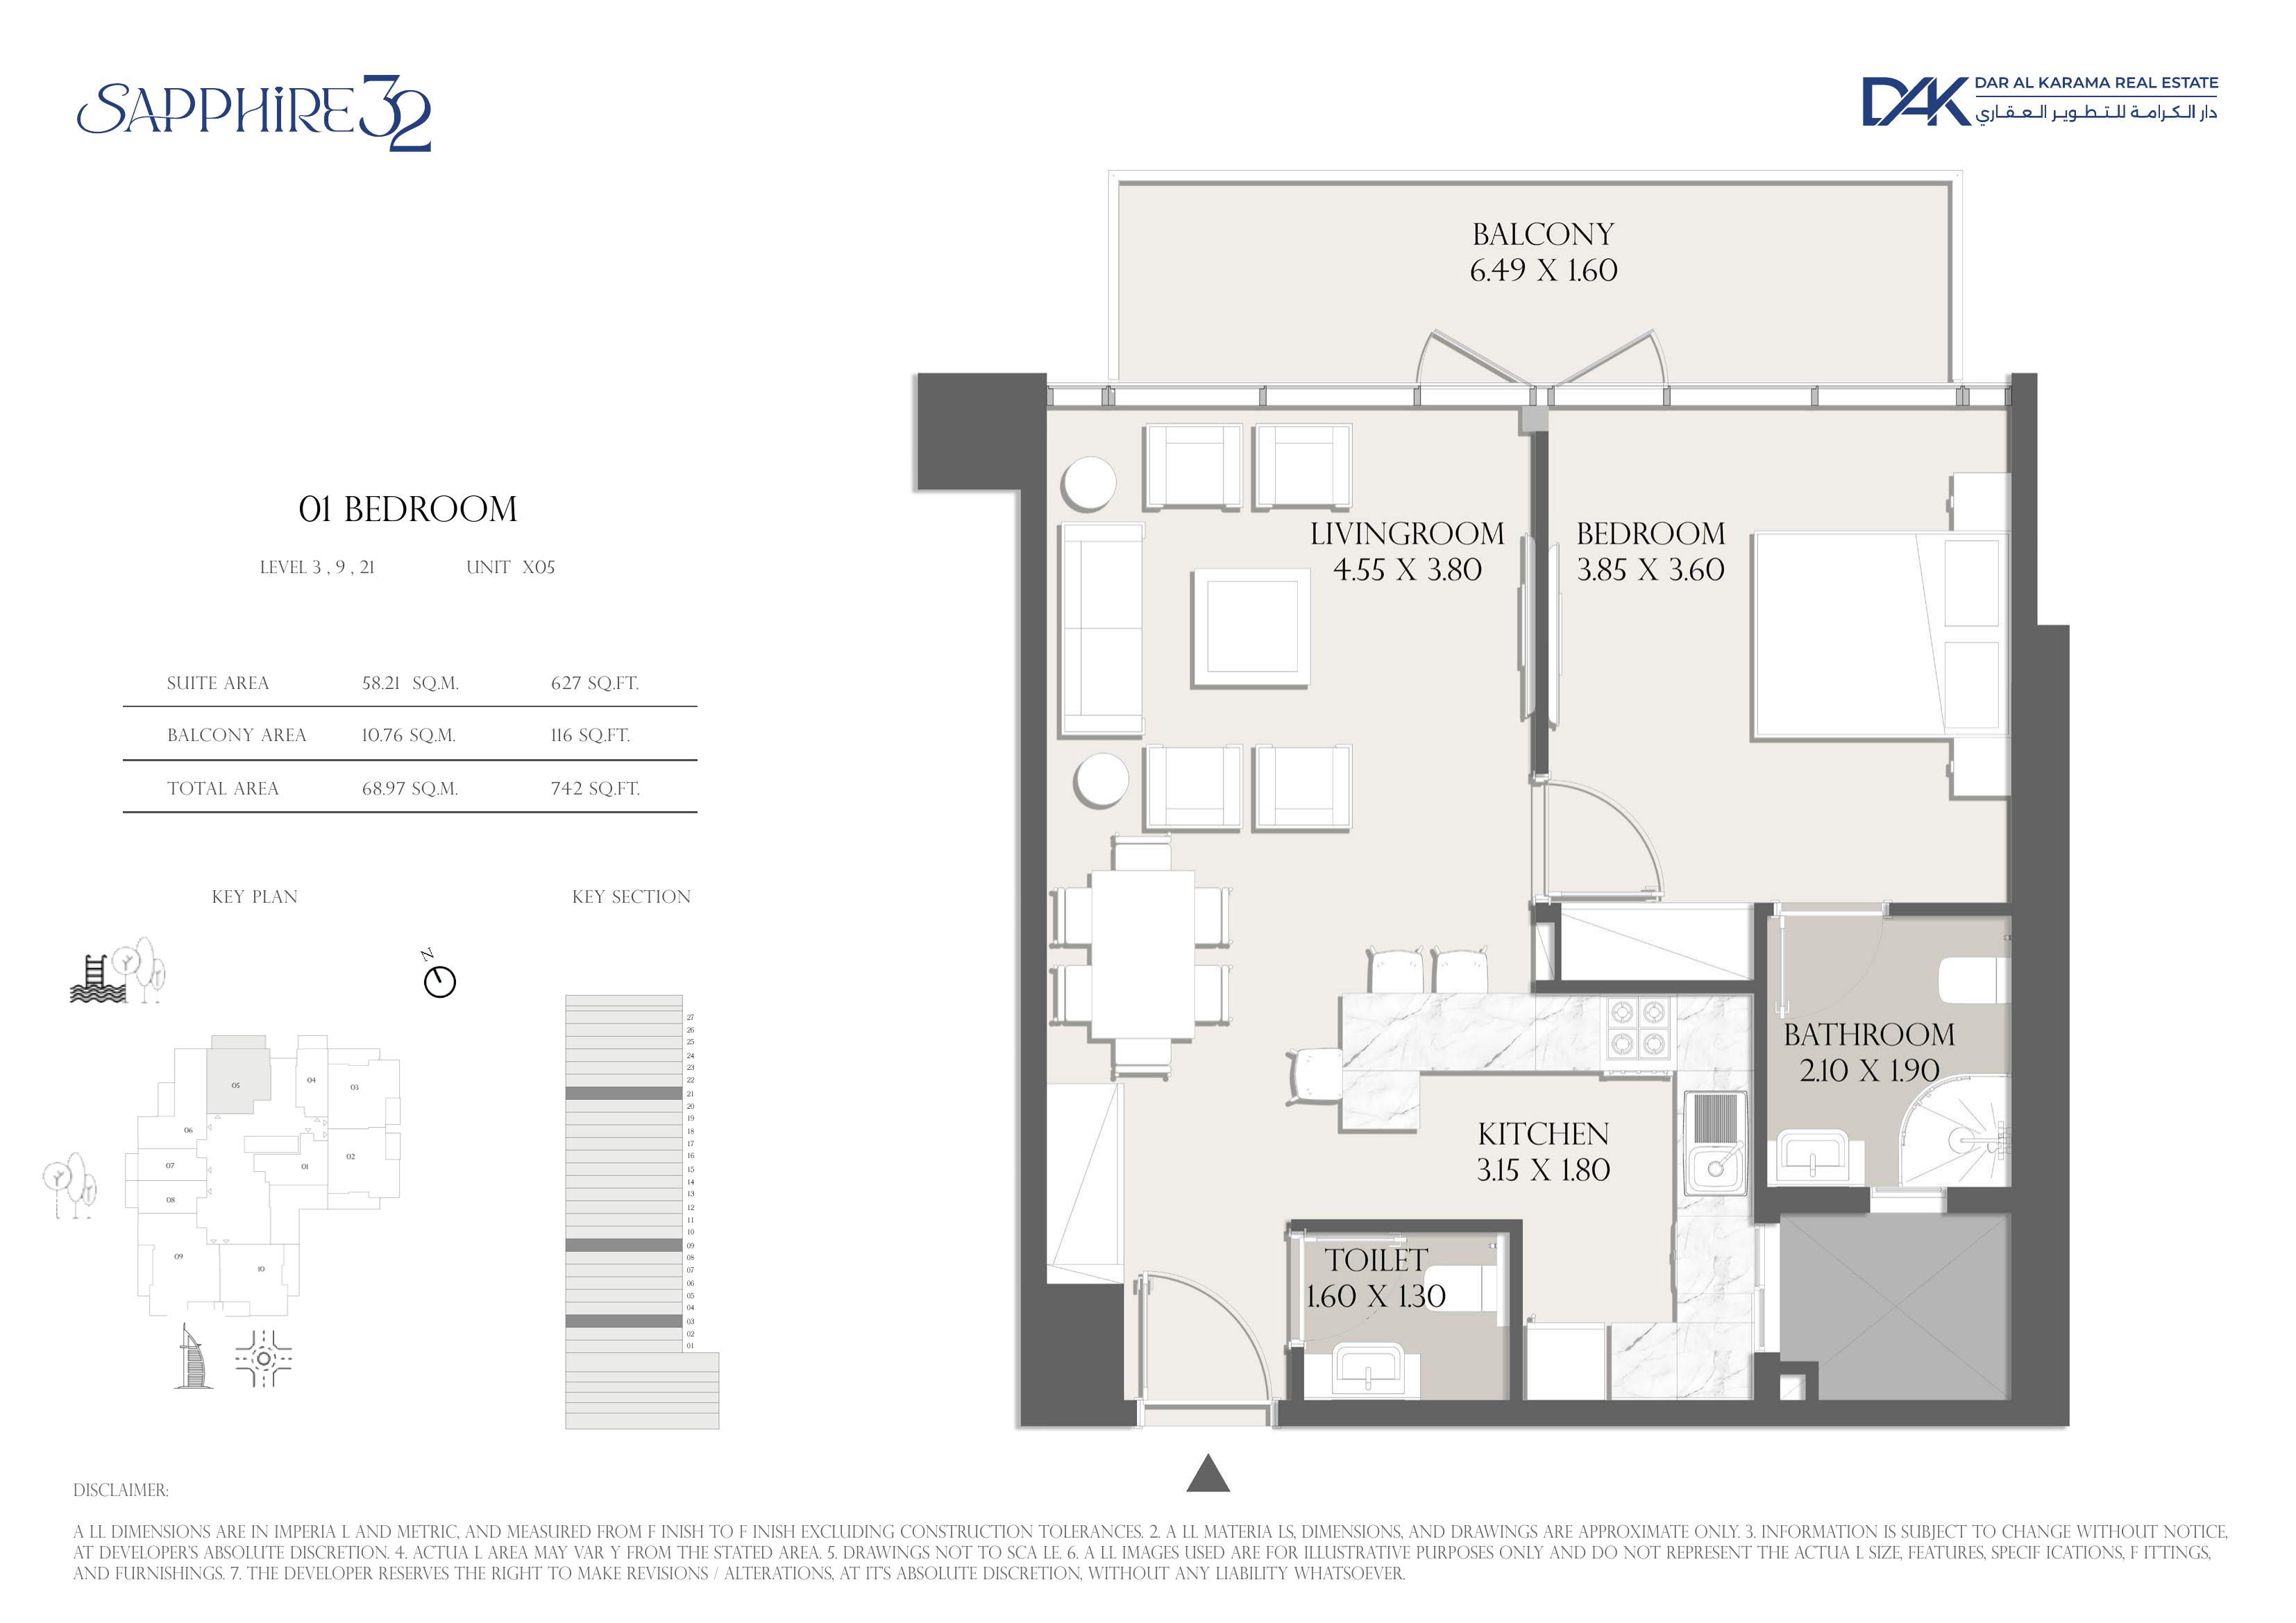 SAPPHIRE 32
DAK
DAR AL KARAMA REAL ESTATE
دار الكرامة للتطوير العقاري
BALCONY
6.49 X 1.60
LIVINGROOM
4.55 X 3.80
BEDROOM
3.85 X 3.60
BATHROOM
2.10 X 1.90
KITCHEN
3.15 X 1.80
TOILET
1.60 X 1.30
01 BEDROOM
LEVEL 3 , 9 , 21 UNIT X05
SUITE AREA 58.21 SQ.M. 627 SQ.FT.
BALCONY AREA 10.76 SQ.M. 116 SQ.FT.
TOTAL AREA 68.97 SQ.M. 742 SQ.FT.
KEY PLAN
N
05
04
03
06
07
08
01
02
09
10
KEY SECTION
27
26
25
24
23
22
21
20
19
18
17
16
15
14
13
12
11
10
09
08
07
06
05
04
03
02
01
DISCLAIMER:
A LL DIMENSIONS ARE IN IMPERIA L AND METRIC, AND MEASURED FROM F INISH TO F INISH EXCLUDING CONSTRUCTION TOLERANCES. 2. A LL MATERIA LS, DIMENSIONS, AND DRAWINGS ARE APPROXIMATE ONLY. 3. INFORMATION IS SUBJECT TO CHANGE WITHOUT NOTICE,
AT DEVELOPER'S ABSOLUTE DISCRETION. 4. ACTUA L AREA MAY VAR Y FROM THE STATED AREA. 5. DRAWINGS NOT TO SCA LE. 6. A LL IMAGES USED ARE FOR ILLUSTRATIVE PURPOSES ONLY AND DO NOT REPRESENT THE ACTUA L SIZE, FEATURES, SPECIF ICATIONS, F ITTINGS,
AND FURNISHINGS. 7. THE DEVELOPER RESERVES THE RIGHT TO MAKE REVISIONS / ALTERATIONS, AT IT'S ABSOLUTE DISCRETION, WITHOUT ANY LIABILITY WHATSOEVER.